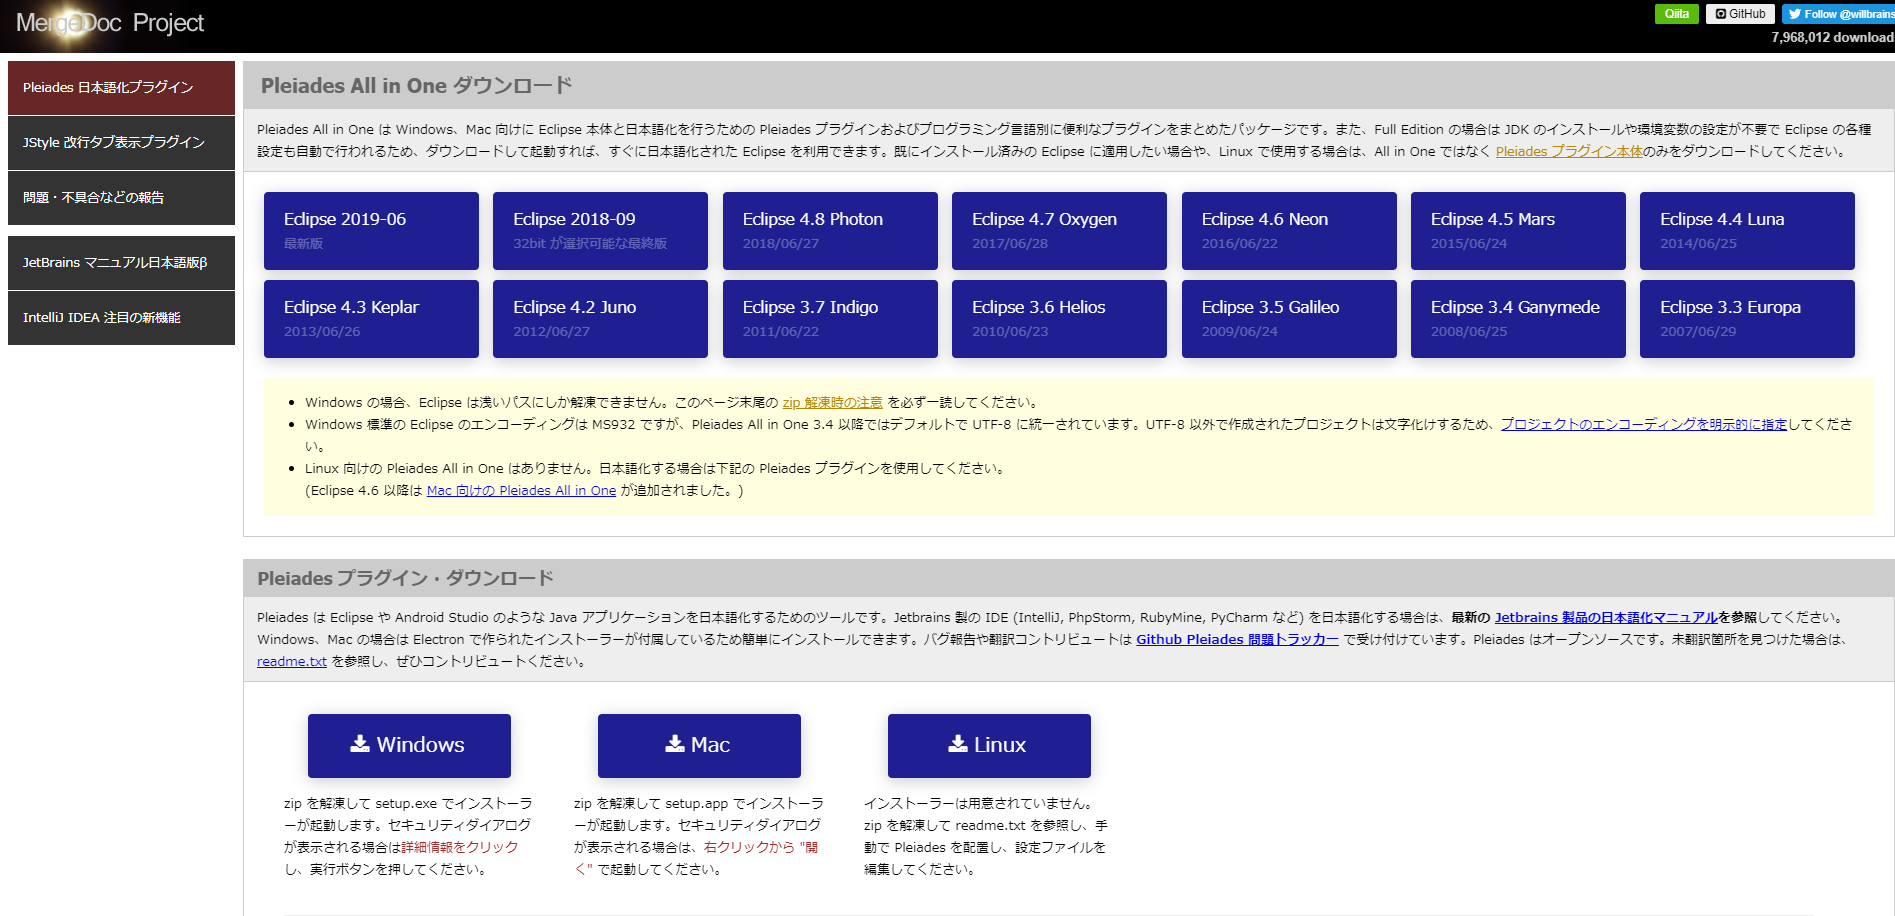 MergeDoc Project
Qiita
GitHub
Follow @willbrains
7,968,012 download
Pleiades 日本語化プラグイン
JStyle 改行タブ表示プラグイン
問題・不具合などの報告
JetBrains マニュアル日本語版β
IntelliJ IDEA 注目の新機能
Pleiades All in One ダウンロード
Pleiades All in One は Windows、Mac 向けに Eclipse 本体と日本語化を行うための Pleiades プラグインおよびプログラミング言語別に便利なプラグインをまとめたパッケージです。また、Full Edition の場合は JDK のインストールや環境変数の設定が不要で Eclipse の各種
設定も自動で行われるため、ダウンロードして起動すれば、すぐに日本語化された Eclipse を利用できます。既にインストール済みの Eclipse に適用したい場合や、Linux で使用する場合は、All in One ではなく Pleiades プラグイン本体のみをダウンロードしてください。
Eclipse 2019-06
最新版
Eclipse 2018-09
32bit が選択可能な最終版
Eclipse 4.8 Photon
2018/06/27
Eclipse 4.7 Oxygen
2017/06/28
Eclipse 4.6 Neon
2016/06/22
Eclipse 4.5 Mars
2015/06/24
Eclipse 4.4 Luna
2014/06/25
Eclipse 4.3 Keplar
2013/06/26
Eclipse 4.2 Juno
2012/06/27
Eclipse 3.7 Indigo
2011/06/22
Eclipse 3.6 Helios
2010/06/23
Eclipse 3.5 Galileo
2009/06/24
Eclipse 3.4 Ganymede
2008/06/25
Eclipse 3.3 Europa
2007/06/29
• Windows の場合、Eclipse は浅いパスにしか解凍できません。このページ末尾の zip 解凍時の注意 を必ず一読してください。
• Windows 標準の Eclipse のエンコーディングは MS932 ですが、Pleiades All in One 3.4 以降ではデフォルトで UTF-8 に統一されています。UTF-8 以外で作成されたプロジェクトは文字化けするため、プロジェクトのエンコーディングを明示的に指定してくださ
い。
• Linux 向けの Pleiades All in One はありません。日本語化する場合は下記の Pleiades プラグインを使用してください。
(Eclipse 4.6 以降は Mac 向けの Pleiades All in One が追加されました。)
Pleiades プラグイン・ダウンロード
Pleiades は Eclipse や Android Studio のような Java アプリケーションを日本語化するためのツールです。Jetbrains 製の IDE (IntelliJ, PhpStorm, RubyMine, PyCharm など) を日本語化する場合は、最新の Jetbrains 製品の日本語化マニュアルを参照してください。
Windows、Mac の場合は Electron で作られたインストーラーが付属しているため簡単にインストールできます。バグ報告や翻訳コントリビュートは Github Pleiades 問題トラッカー で受け付けています。Pleiades はオープンソースです。未翻訳箇所を見つけた場合は、
readme.txt を参照し、ぜひコントリビュートください。
Windows
zip を解凍して setup.exe でインストーラ
ーが起動します。セキュリティダイアログ
が表示される場合は詳細情報をクリック
し、実行ボタンを押してください。
Mac
zip を解凍して setup.app でインストーラ
ーが起動します。セキュリティダイアログ
が表示される場合は、右クリックから "開
く" で起動してください。
Linux
インストーラーは用意されていません。
zip を解凍して readme.txt を参照し、手
動で Pleiades を配置し、設定ファイルを
編集してください。